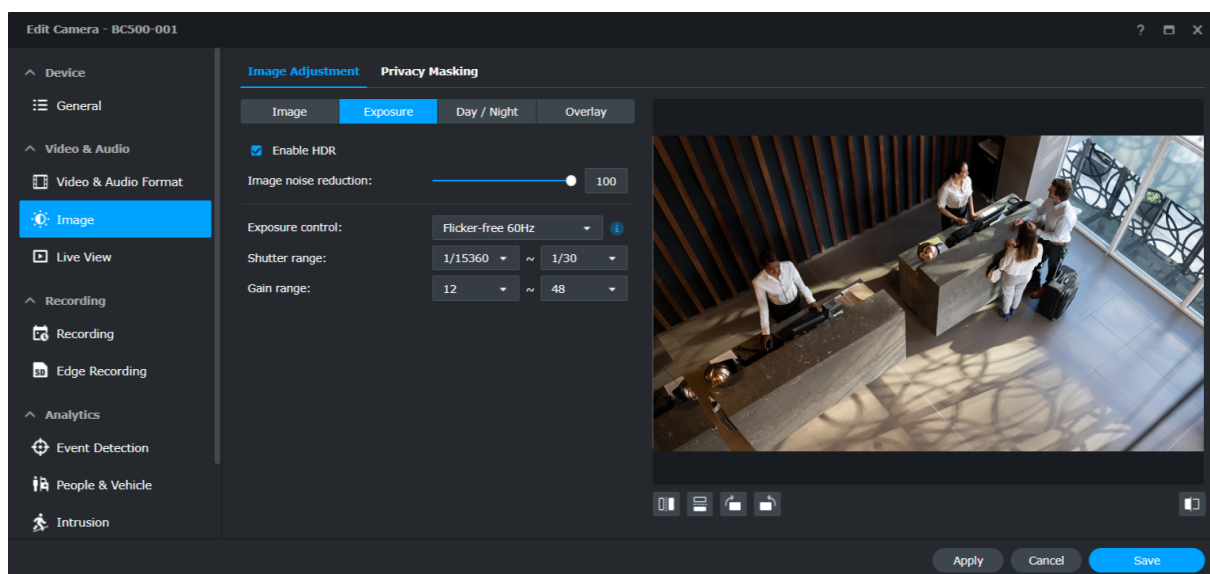 Edit Camera - BC500-001
?
X
Device
General
Video & Audio
Video & Audio Format
Image
Live View
Recording
Recording
SD
Edge Recording
Analytics
Event Detection
People & Vehicle
Intrusion
Image Adjustment Privacy Masking
Image Exposure Day / Night Overlay
Enable HDR
Image noise reduction: 100
Exposure control: Flicker-free 60Hz i
Shutter range: 1/15360 ~ 1/30
Gain range: 12 ~ 48
Apply Cancel Save